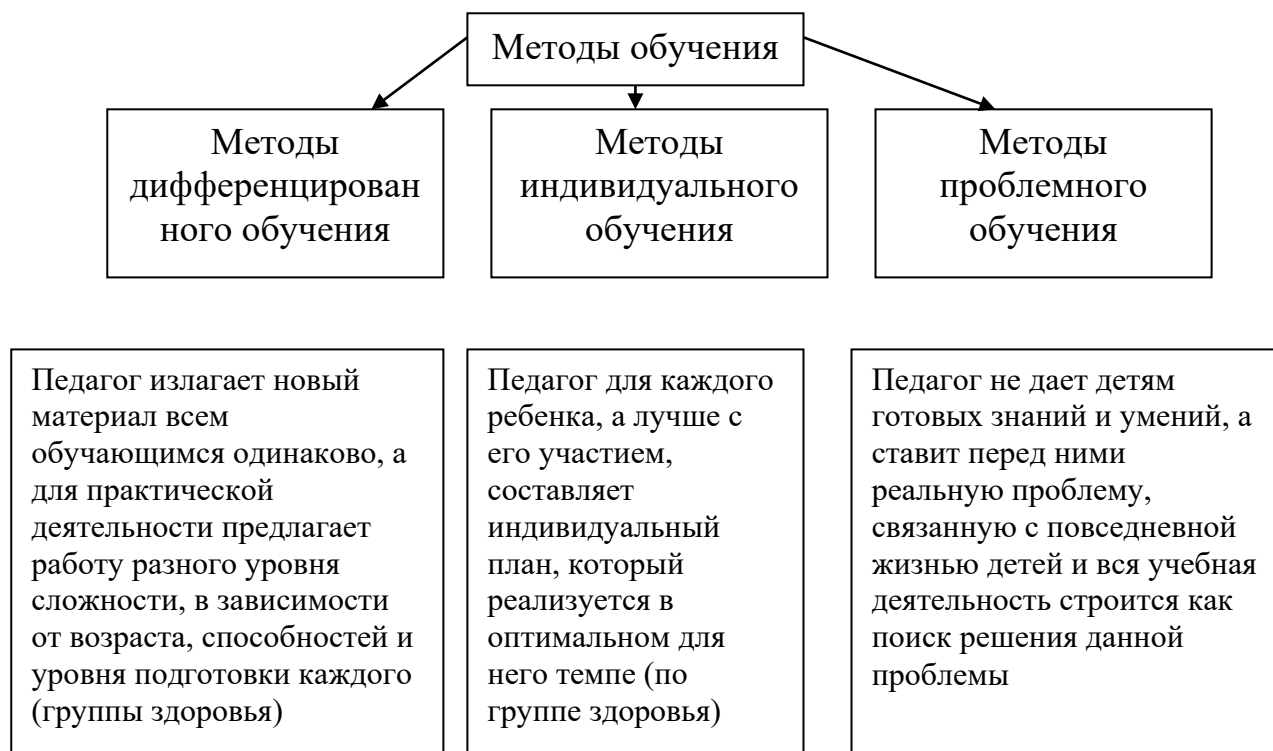 Методы обучения
Методы
дифференцирован
ного обучения
Методы
индивидуального
обучения
Методы
проблемного
обучения
Педагог излагает новый
материал всем
обучающимся одинаково, а
для практической
деятельности предлагает
работу разного уровня
сложности, в зависимости
от возраста, способностей и
уровня подготовки каждого
(группы здоровья)
Педагог для каждого
ребенка, а лучше с
его участием,
составляет
индивидуальный
план, который
реализуется в
оптимальном для
него темпе (по
группе здоровья)
Педагог не дает детям
готовых знаний и умений, а
ставит перед ними
реальную проблему,
связанную с повседневной
жизнью детей и вся учебная
деятельность строится как
поиск решения данной
проблемы